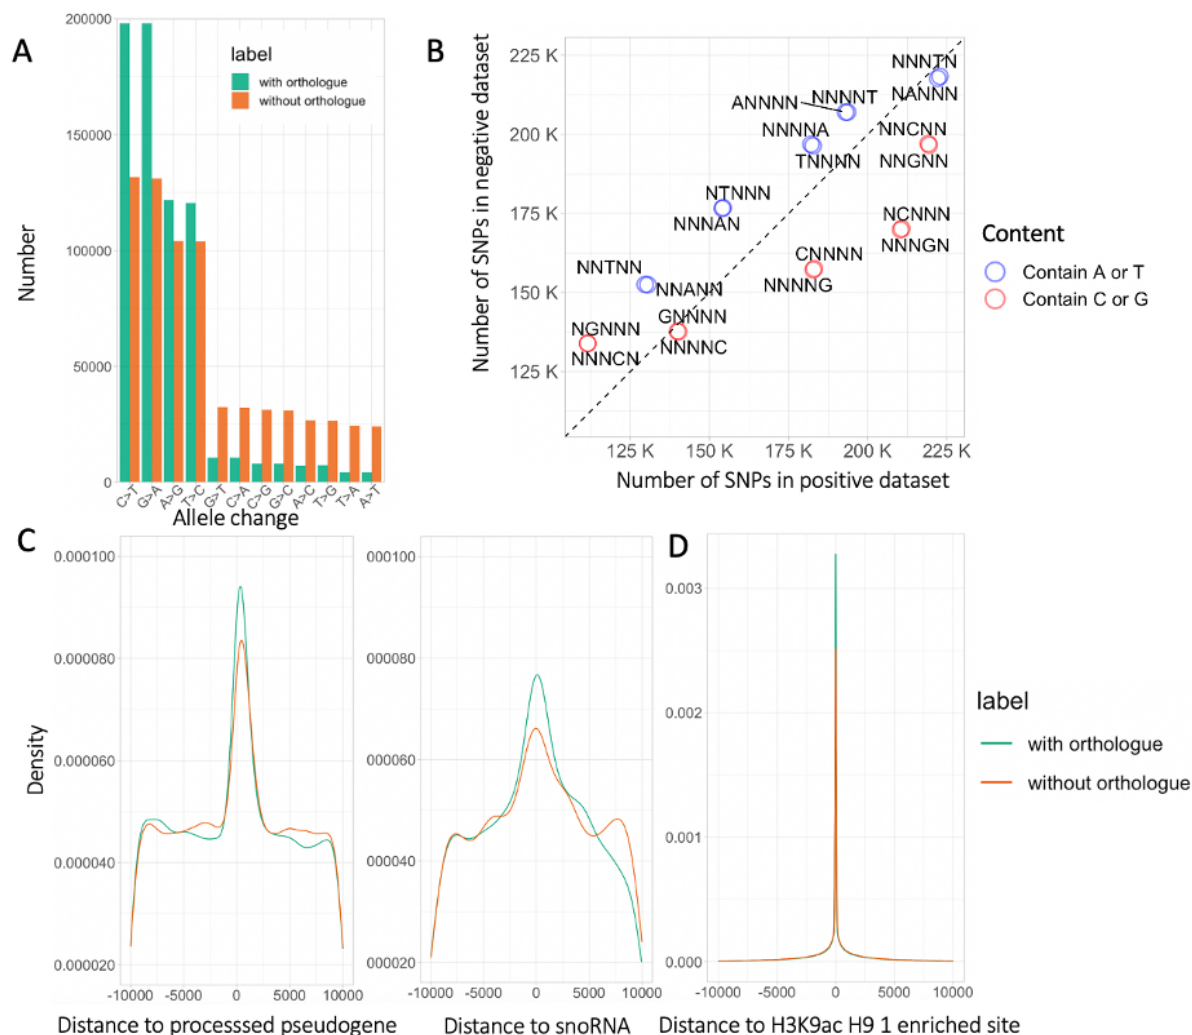 A
200000
150000
100000
50000
0
Number
label
with orthologue
without orthologue
C>T
G>A
A>G
T>C
G>T
C>A
C>G
G>C
A>C
T>G
T>A
A>T
Allele change
B
Number of SNPs in negative dataset
225 K
200 K
175 K
150 K
125 K
NNNTN
NANNN
ANNNN
NNNNT
NNNNA
TNNNN
NNCNN
NNGNN
NTNNN
NNNAN
NCNNN
NNNGN
CNNNN
NNNNG
NNTNN
NNANN
GNNNN
NNNNC
NGNNN
NNNCN
125 K
150 K
175 K
200 K
225 K
Number of SNPs in positive dataset
Content
Contain A or T
Contain C or G
C
Density
0.000100
0.000080
0.000060
0.000040
0.000020
-10000
-5000
0
5000
10000
Distance to processsed pseudogene
000100
000080
000060
000040
000020
-10000
-5000
0
5000
10000
Distance to snoRNA
D
0.003
0.002
0.001
0.000
-10000
-5000
0
5000
10000
Distance to H3K9ac H9 1 enriched site
label
with orthologue
without orthologue